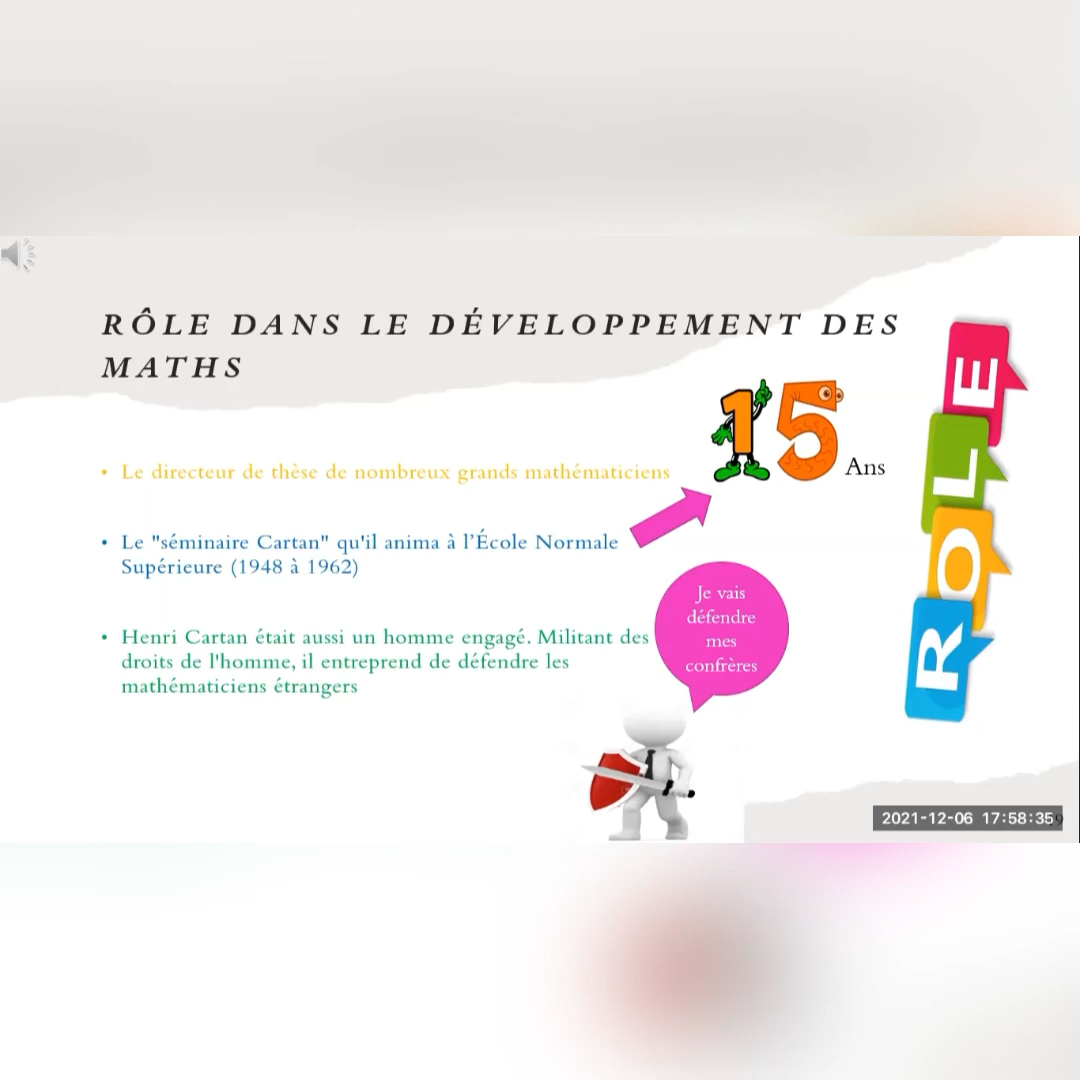 RÔLE DANS LE DÉVELOPPEMENT DES
MATHS
15
Ans
• Le directeur de thèse de nombreux grands mathématiciens
• Le "séminaire Cartan" qu'il anima à l’École Normale
Supérieure (1948 à 1962)
• Henri Cartan était aussi un homme engagé. Militant des
droits de l'homme, il entreprend de défendre les
mathématiciens étrangers
Je vais
défendre
mes
confrères
ROLE
2021-12-06 17:58:35
9